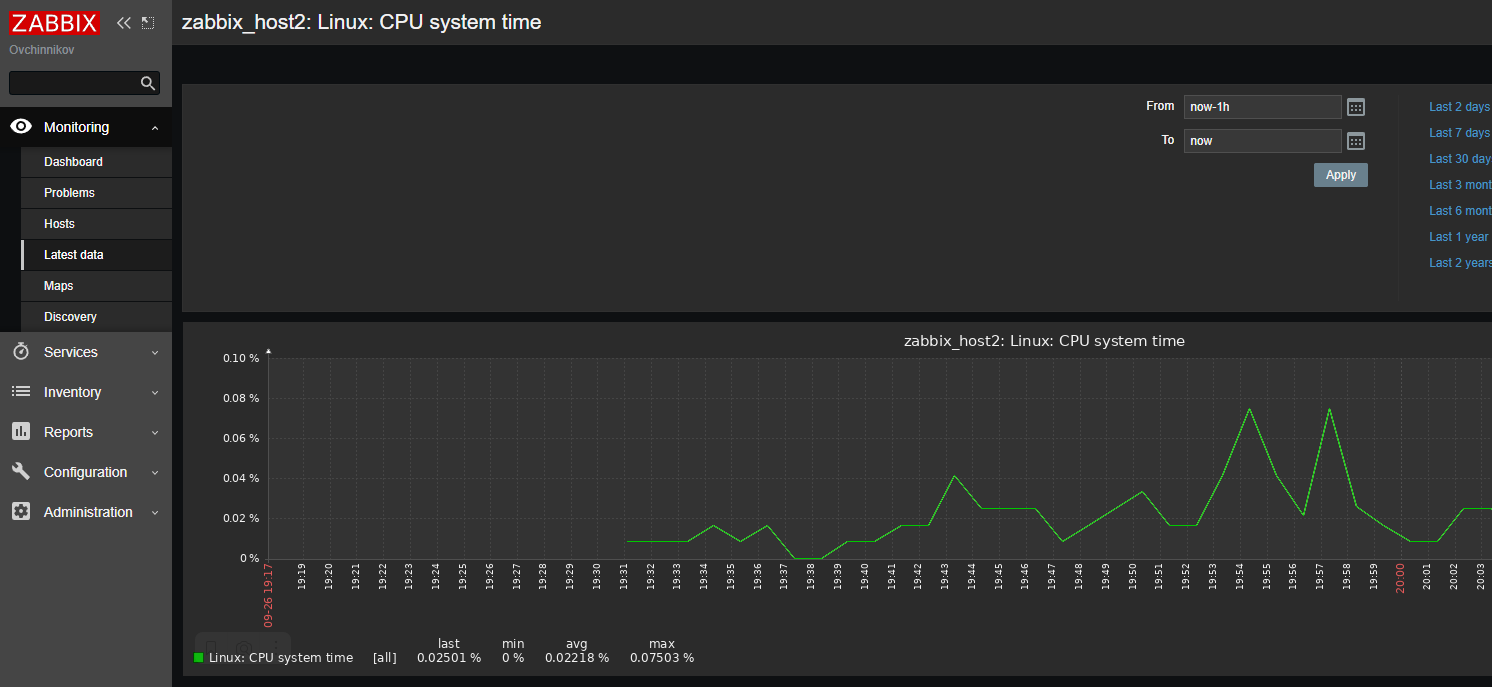 ZABBIX
Ovchinnikov
Monitoring
Dashboard
Problems
Hosts
Latest data
Maps
Discovery
Services
Inventory
Reports
Configuration
Administration
zabbix_host2: Linux: CPU system time
From now-1h
To now
Apply
Last 2 days
Last 7 days
Last 30 day
Last 3 mont
Last 6 mont
Last 1 year
Last 2 years
zabbix_host2: Linux: CPU system time
0.10 %
0.08 %
0.06 %
0.04 %
0.02 %
0 %
09-26 19:17 19:19 19:20 19:21 19:22 19:23 19:24 19:25 19:26 19:27 19:28 19:29 19:30 19:31 19:32 19:33 19:34 19:35 19:36 19:37 19:38 19:39 19:40 19:41 19:42 19:43 19:44 19:45 19:46 19:47 19:48 19:49 19:50 19:51 19:52 19:53 19:54 19:55 19:56 19:57 19:58 19:59 20:00 20:01 20:02 20:03
last min avg max
Linux: CPU system time [all] 0.02501 % 0 % 0.02218 % 0.07503 %